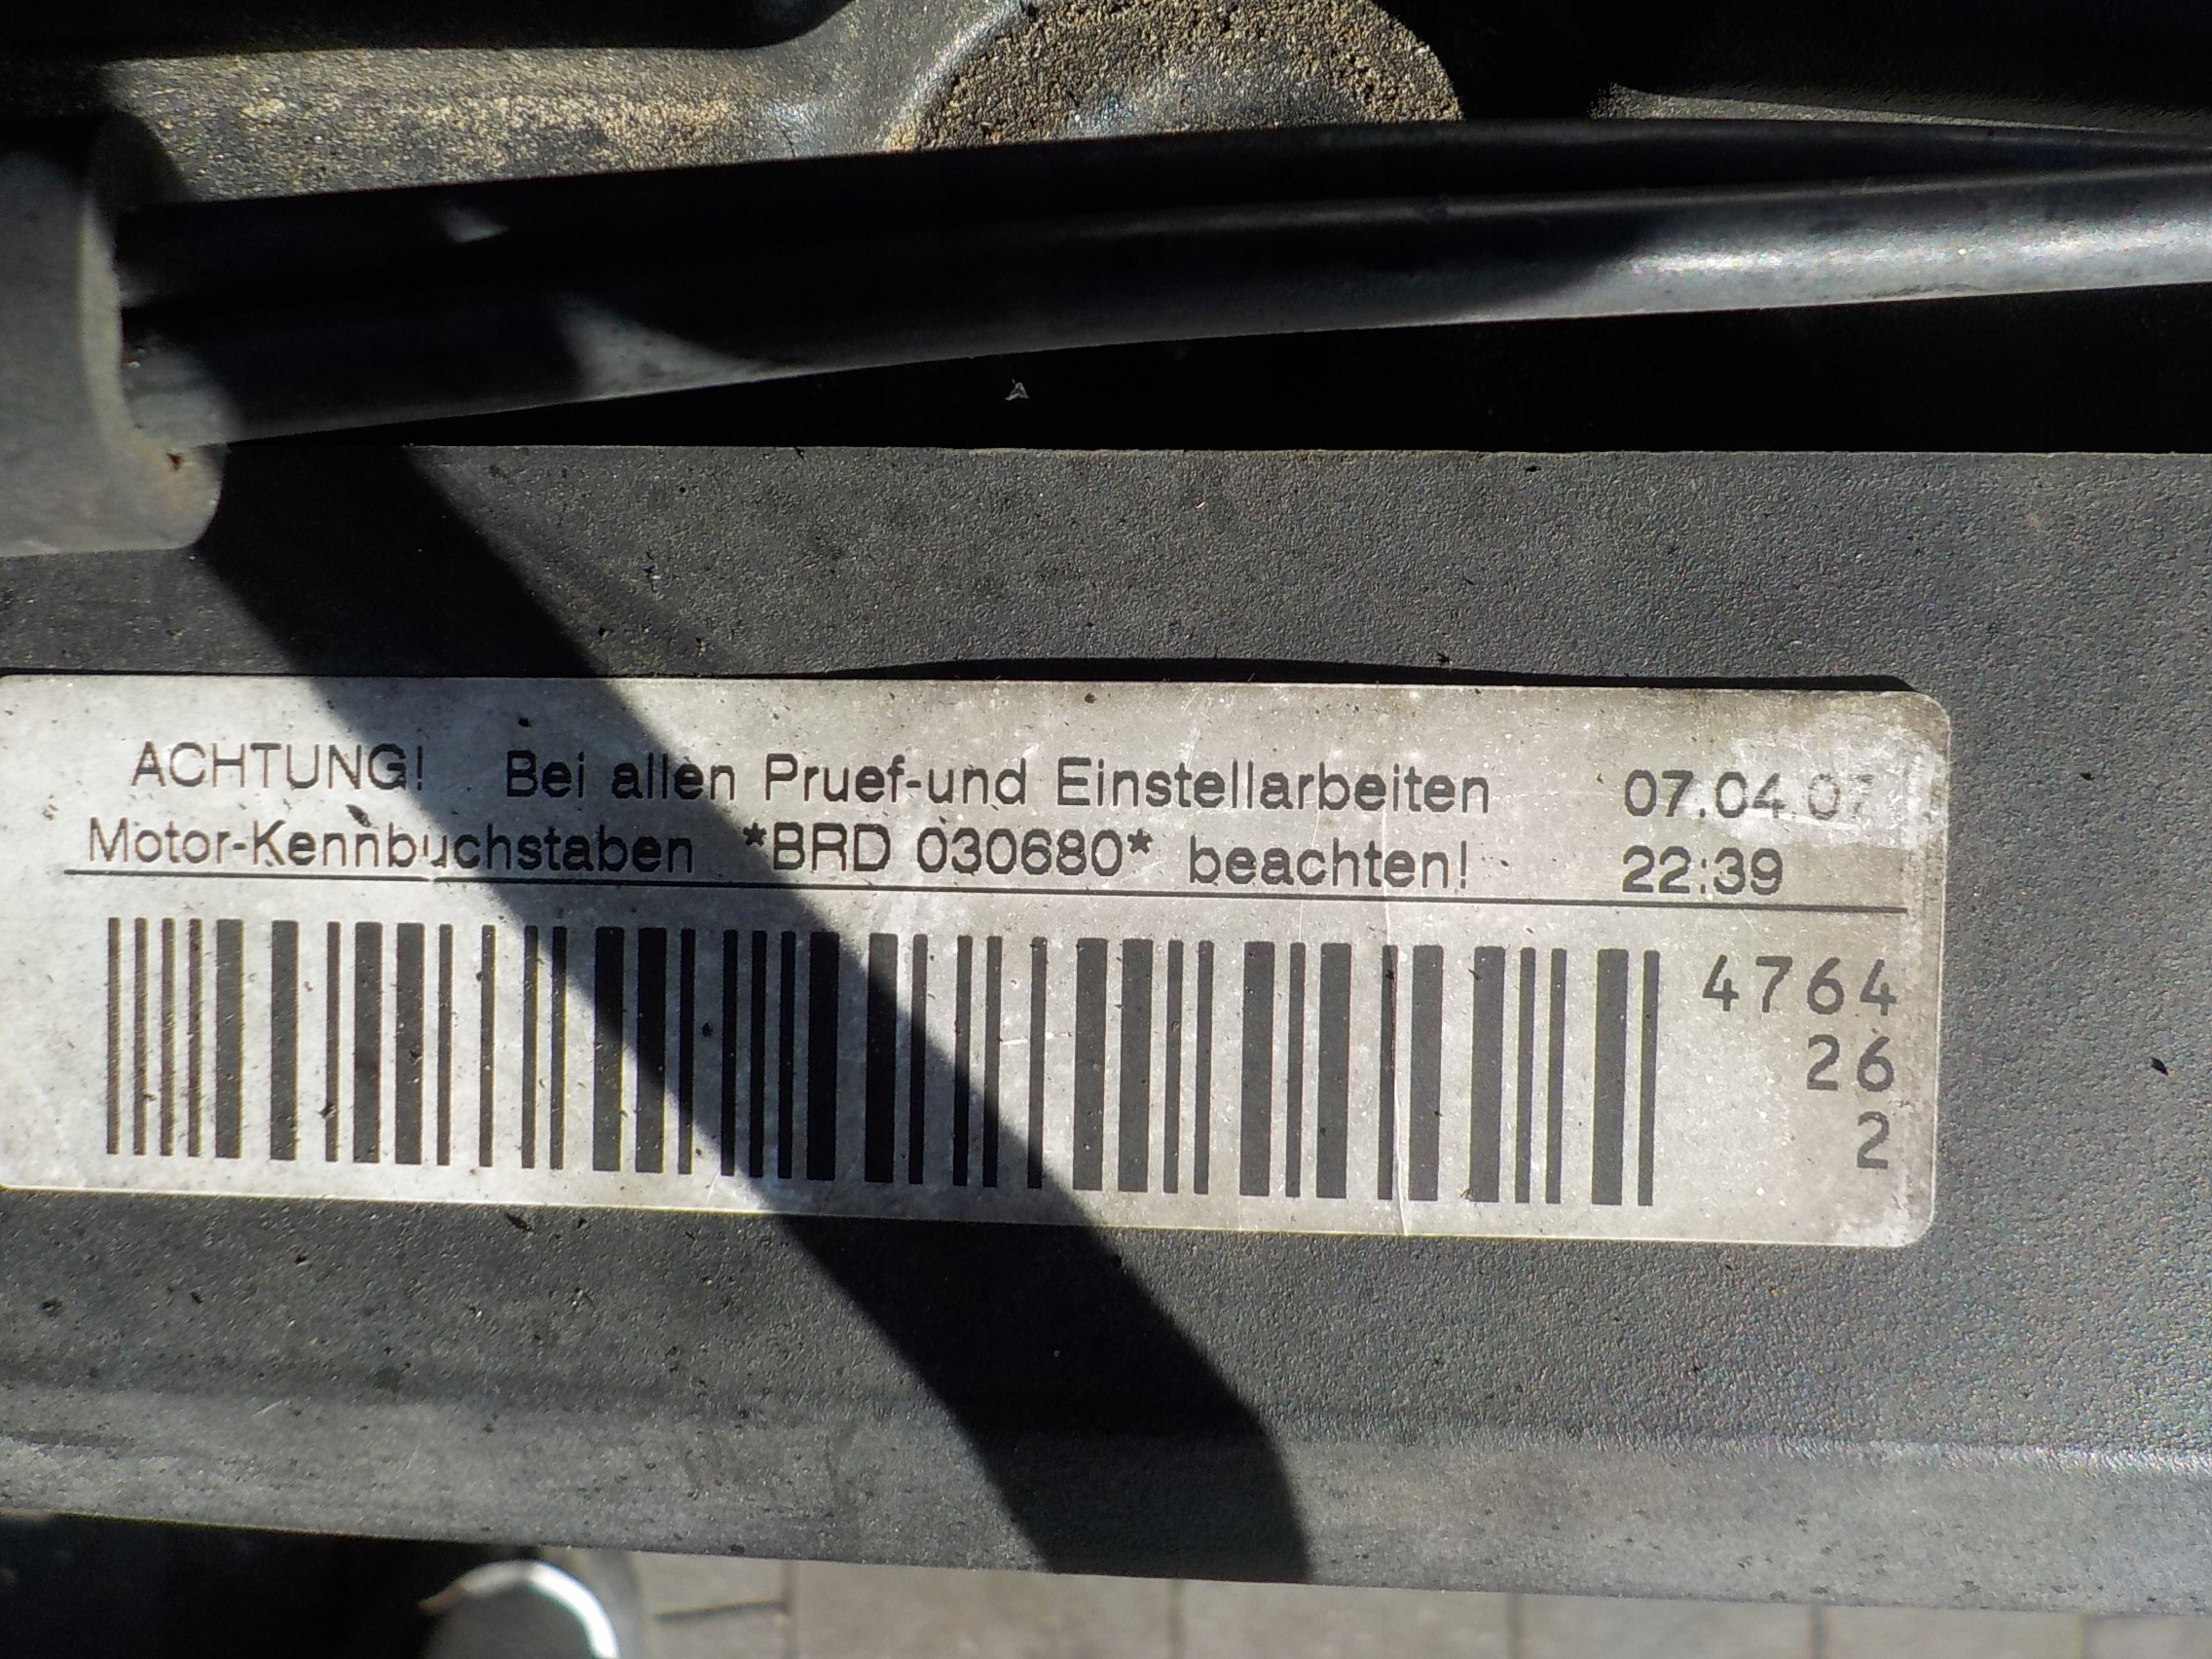 ACHTUNG! Bei allen Pruef-und Einstellarbeiten 07.04.07
Motor-Kennbuchstaben *BRD 030680* beachten! 22:39
4764
26
2